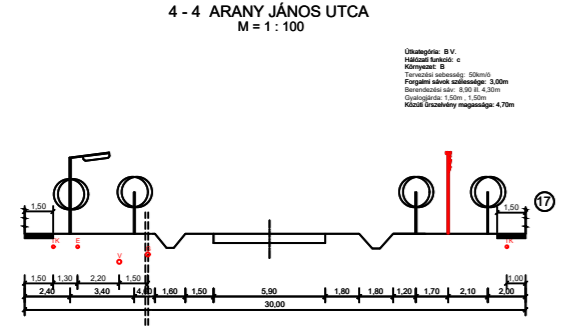 4 - 4 ARANY JÁNOS UTCA
M = 1 : 100
Útkategória: B V.
Hálózati funkció: c
Környezet: B
Tervezési sebesség: 50km/ó
Forgalmi sávok szélessége: 3,00m
Berendezési sáv: 8,90 ill. 4,30m
Gyalogjárda: 1,50m , 1,50m
Közúti űrszelvény magassága: 4,70m
1,50 1,50 17
TK E V TK
1,50 1,30 2,20 1,50 1,00
2,40 3,40 1,60 1,50 5,90 1,80 1,80 1,20 1,70 2,10 2,00
30,00